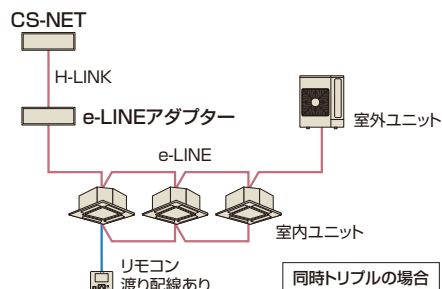 CS-NET
H-LINK
e-LINEアダプター
室外ユニット
e-LINE
室内ユニット
リモコン
渡り配線あり
同時トリプルの場合